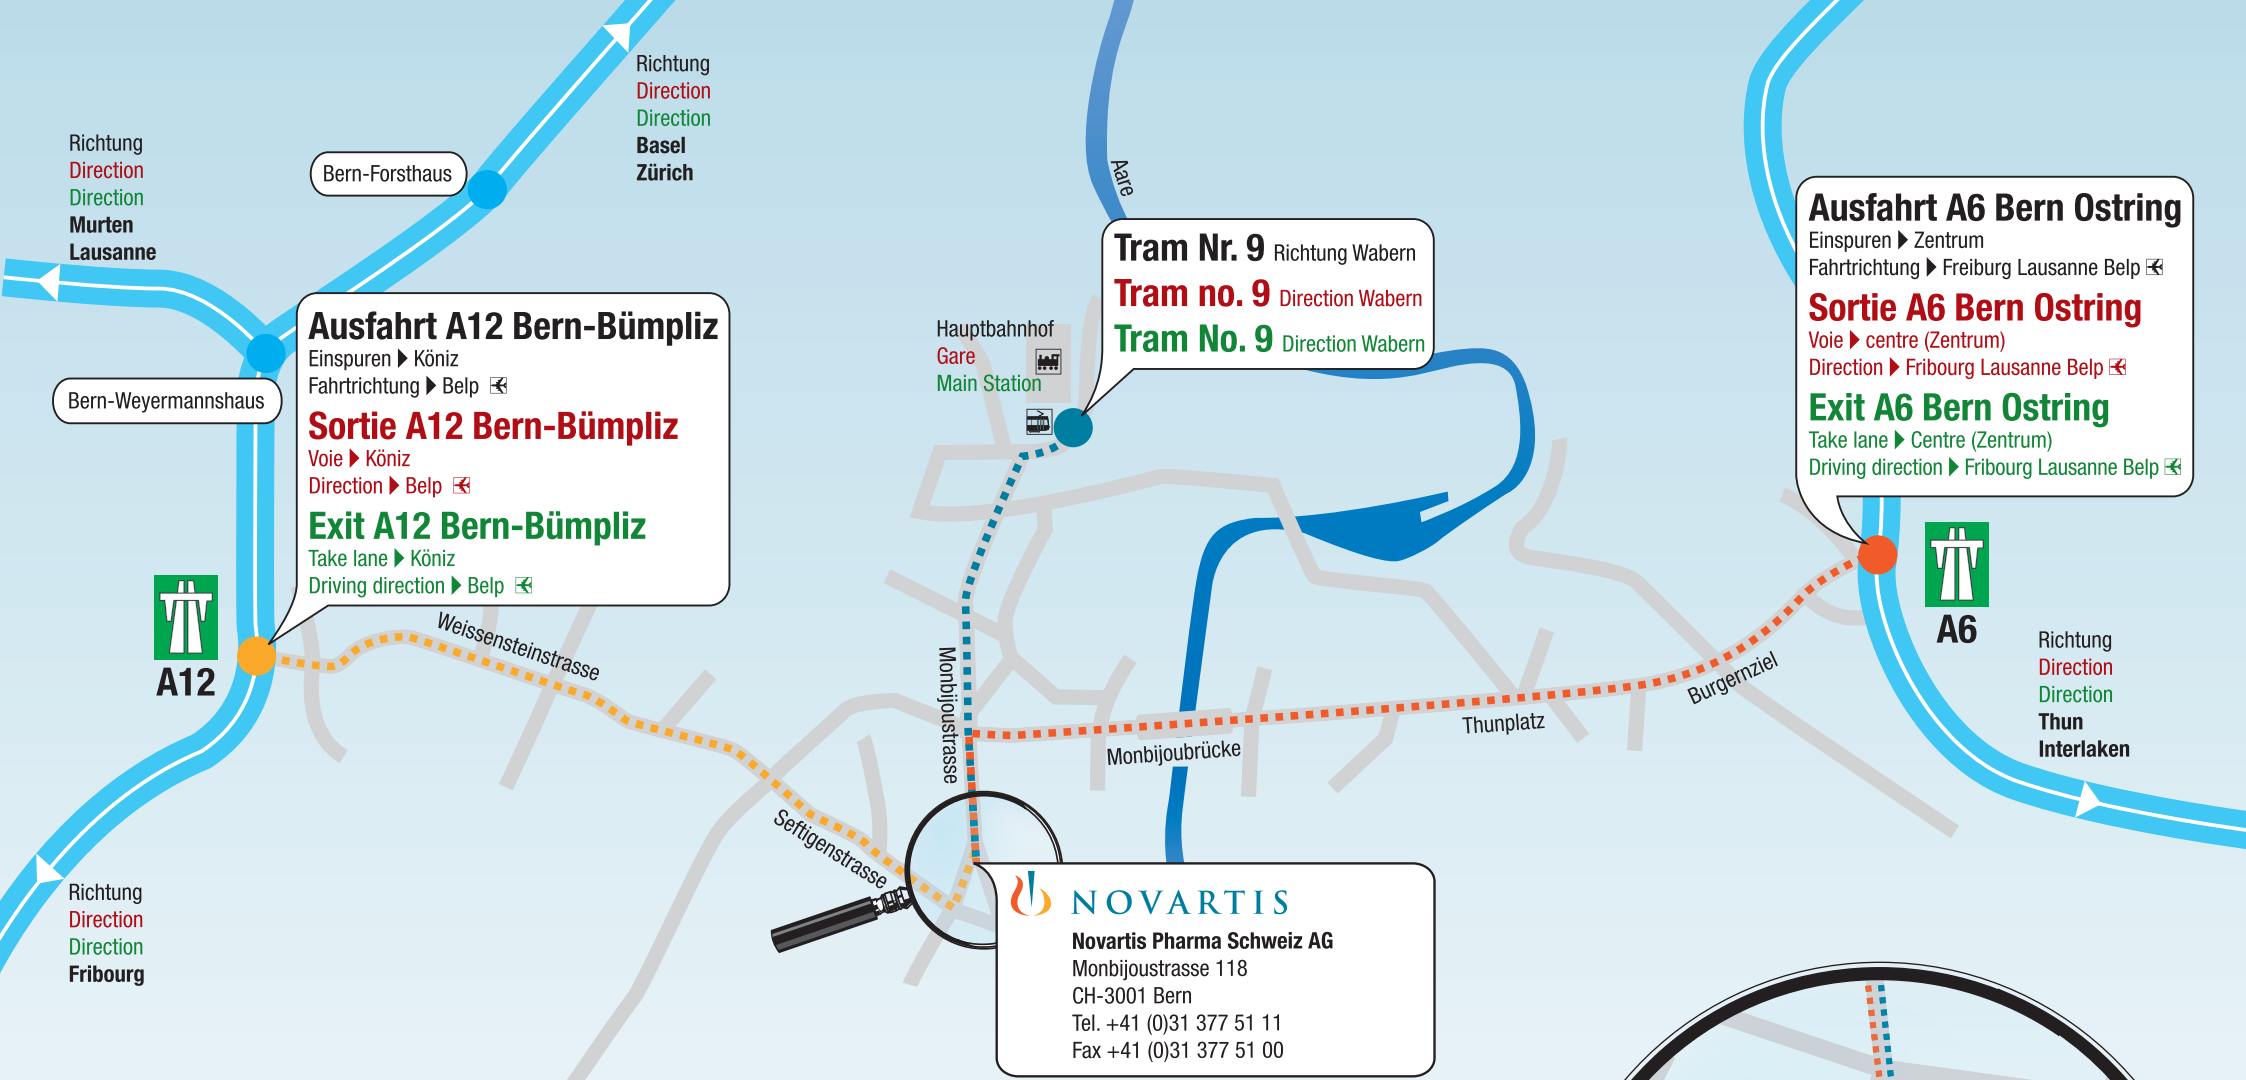 Richtung
Direction
Direction
Basel
Zürich
Richtung
Direction
Direction
Murten
Lausanne
Bern-Forsthaus
Bern-Weyermannshaus
Ausfahrt A12 Bern-Bümpliz
Einspuren Köniz
Fahrtrichtung Belp
Sortie A12 Bern-Bümpliz
Voie Köniz
Direction Belp
Exit A12 Bern-Bümpliz
Take lane Köniz
Driving direction Belp
A12
Richtung
Direction
Direction
Fribourg
Weissensteinstrasse
Seftigenstrasse
Aare
Tram Nr. 9 Richtung Wabern
Tram no. 9 Direction Wabern
Tram No. 9 Direction Wabern
Hauptbahnhof
Gare
Main Station
Monbijoustrasse
Monbijoubrücke
Thunplatz
Burgernziel
Ausfahrt A6 Bern Ostring
Einspuren Zentrum
Fahrtrichtung Freiburg Lausanne Belp
Sortie A6 Bern Ostring
Voie centre (Zentrum)
Direction Fribourg Lausanne Belp
Exit A6 Bern Ostring
Take lane Centre (Zentrum)
Driving direction Fribourg Lausanne Belp
A6
Richtung
Direction
Direction
Thun
Interlaken
NOVARTIS
Novartis Pharma Schweiz AG
Monbijoustrasse 118
CH-3001 Bern
Tel. +41 (0)31 377 51 11
Fax +41 (0)31 377 51 00